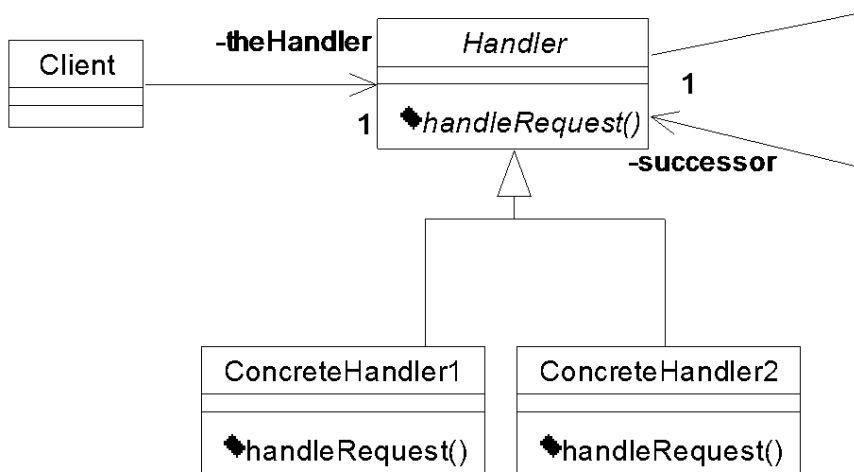 -theHandler
Handler
Client
1
1
handleRequest()
-successor
ConcreteHandler1
ConcreteHandler2
handleRequest()
handleRequest()